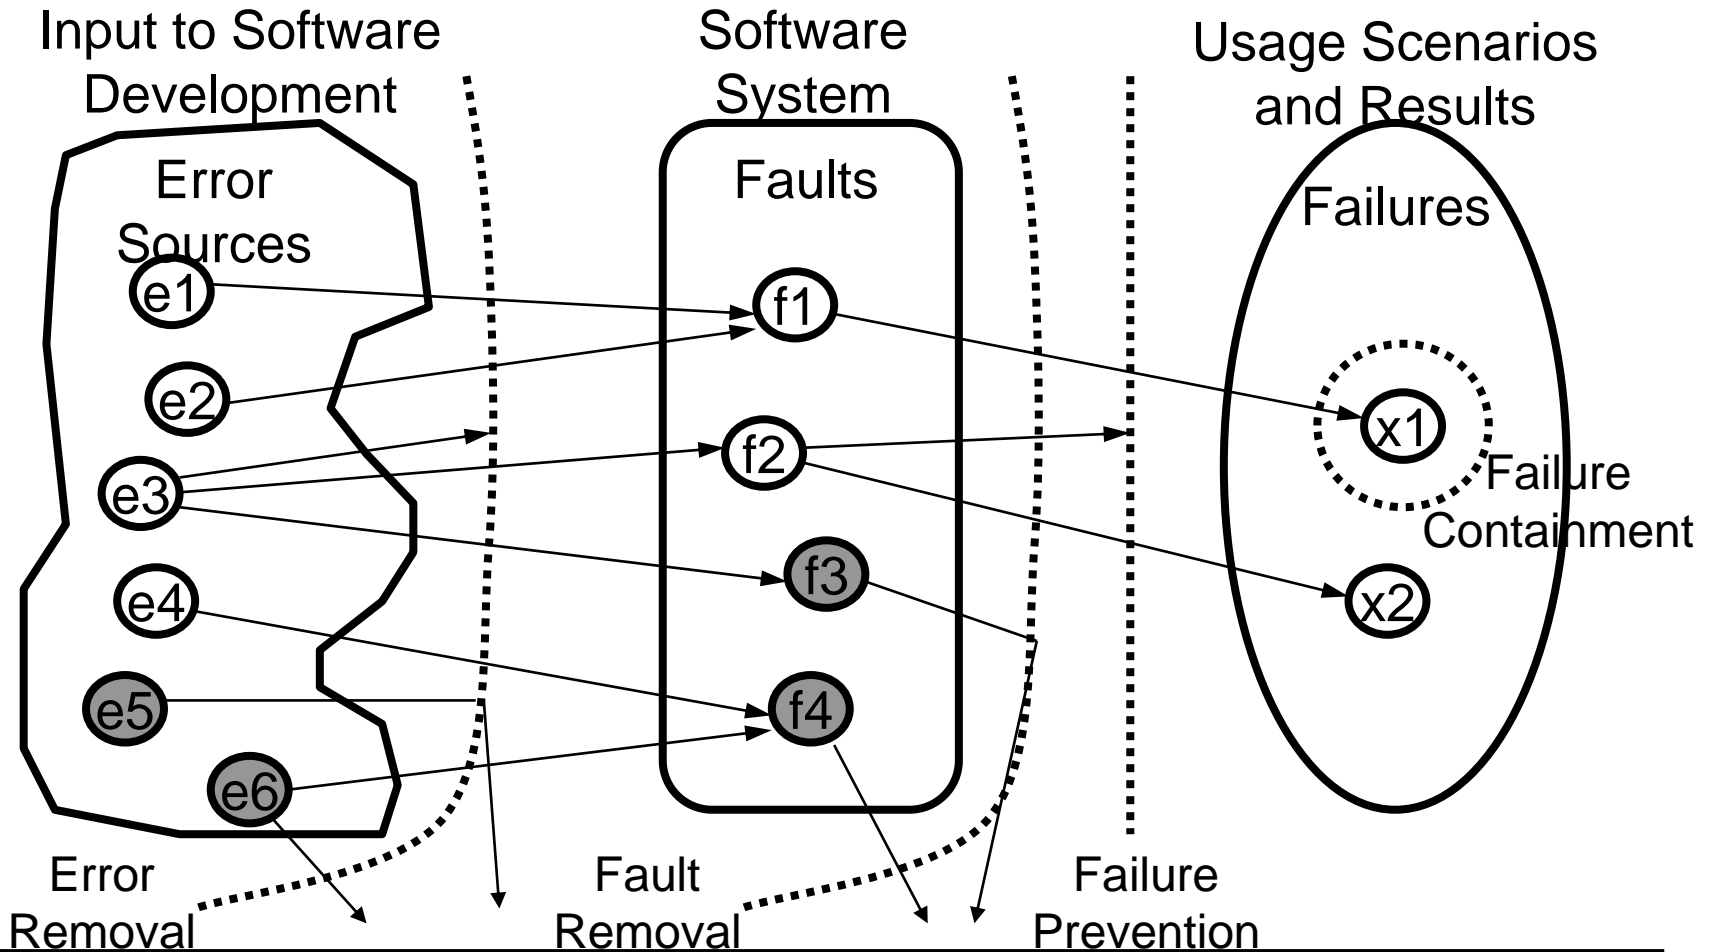 Input to Software
Development
Software
System
Usage Scenarios
and Results
Error
Sources
Faults
Failures
e1
e2
e3
e4
e5
e6
f1
f2
f3
f4
x1
x2
Failure
Containment
Error
Removal
Fault
Removal
Failure
Prevention